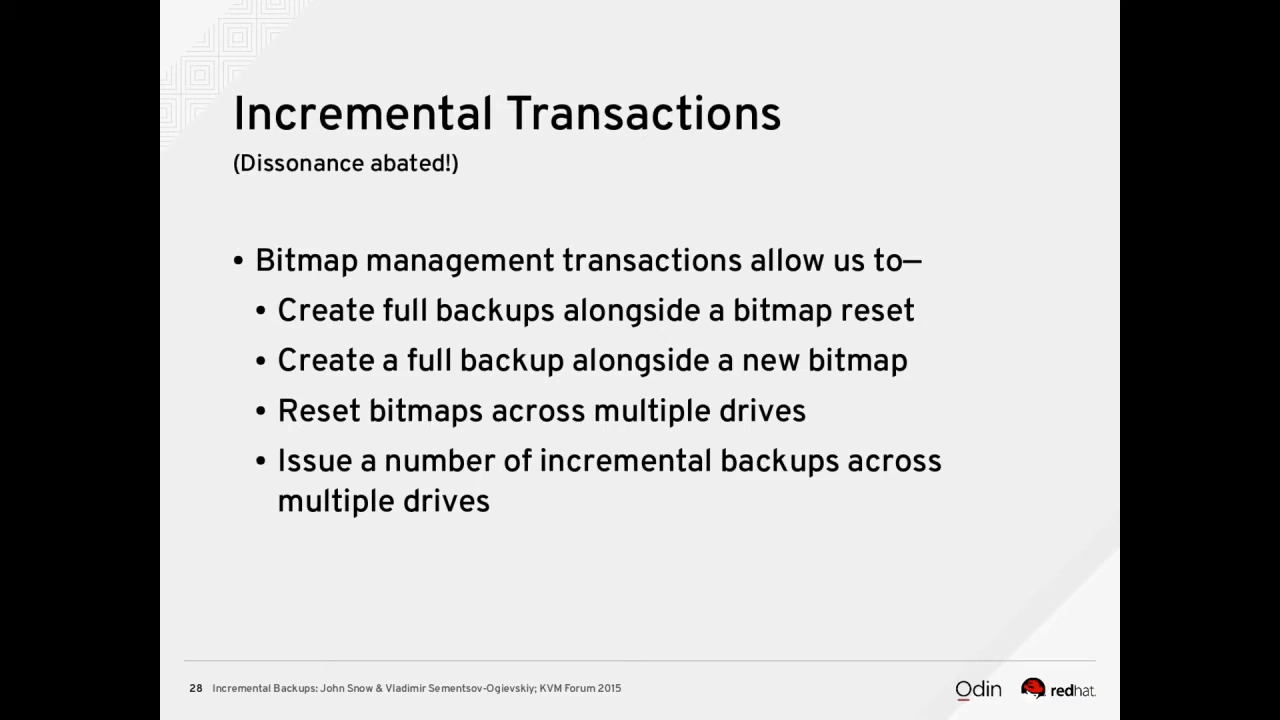 Incremental Transactions
(Dissonance abated!)
• Bitmap management transactions allow us to—
• Create full backups alongside a bitmap reset
• Create a full backup alongside a new bitmap
• Reset bitmaps across multiple drives
• Issue a number of incremental backups across
multiple drives
28 Incremental Backups: John Snow & Vladimir Sementsov-Ogievskiy; KVM Forum 2015
Odin redhat.